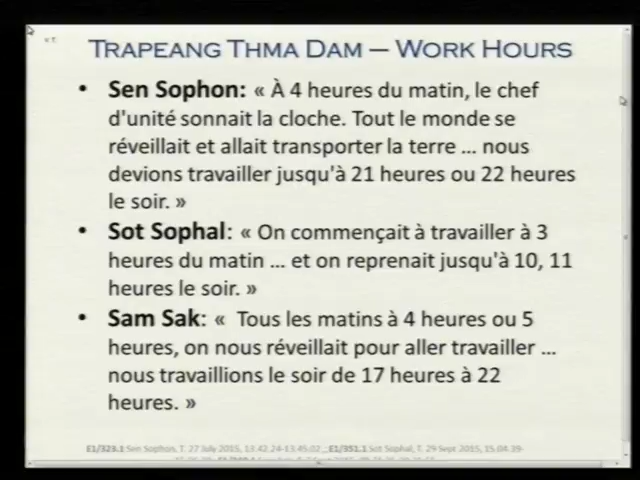 TRAPEANG THMA DAM – WORK HOURS
• Sen Sophon: « À 4 heures du matin, le chef
d'unité sonnait la cloche. Tout le monde se
réveillait et allait transporter la terre ... nous
devions travailler jusqu'à 21 heures ou 22 heures
le soir. »
• Sot Sophal: « On commençait à travailler à 3
heures du matin ... et on reprenait jusqu'à 10, 11
heures le soir. »
• Sam Sak: « Tous les matins à 4 heures ou 5
heures, on nous réveillait pour aller travailler ...
nous travaillions le soir de 17 heures à 22
heures. »
E1/323.1 Sen Sophon, T. 27 July 2015, 13.42.24-13.45.02, E1/351.1 Sot Sophal, T. 29 Sept 2015, 15.04.39-